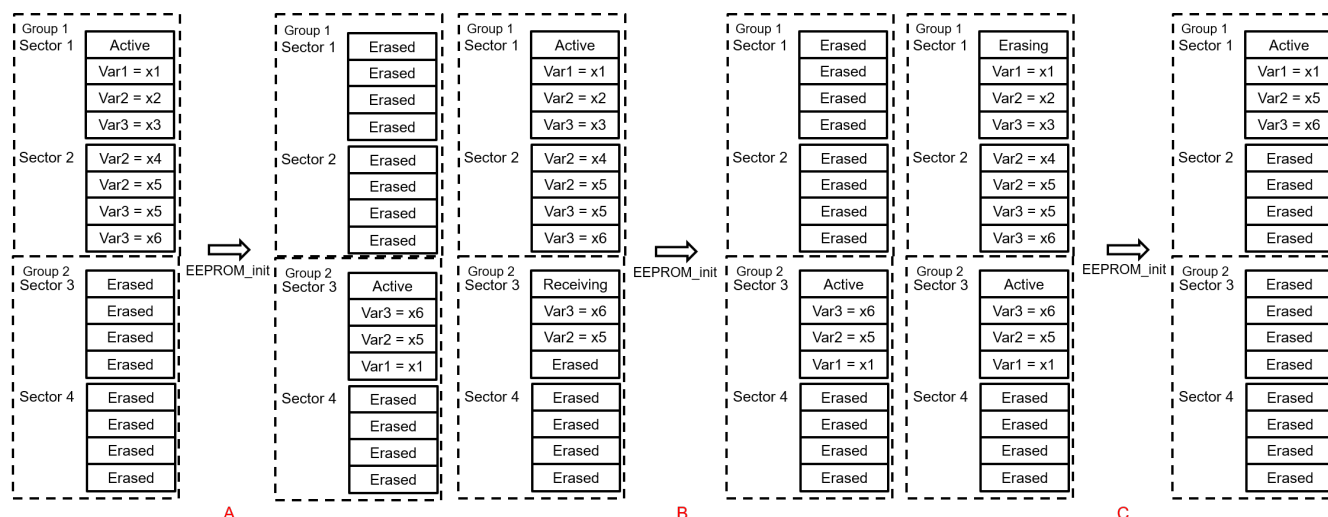 Group 1
Sector 1
Active
Var1 = x1
Var2 = x2
Var3 = x3
Sector 2
Var2 = x4
Var2 = x5
Var3 = x5
Var3 = x6
Group 2
Sector 3
Erased
Erased
Erased
Erased
Sector 4
Erased
Erased
Erased
Erased
EEPROM_init
A
Group 1
Sector 1
Erased
Erased
Erased
Erased
Sector 2
Erased
Erased
Erased
Erased
Group 2
Sector 3
Active
Var3 = x6
Var2 = x5
Var1 = x1
Sector 4
Erased
Erased
Erased
Erased
Group 1
Sector 1
Active
Var1 = x1
Var2 = x2
Var3 = x3
Sector 2
Var2 = x4
Var2 = x5
Var3 = x5
Var3 = x6
Group 2
Sector 3
Receiving
Var3 = x6
Var2 = x5
Erased
Sector 4
Erased
Erased
Erased
Erased
EEPROM_init
B
Group 1
Sector 1
Erased
Erased
Erased
Erased
Sector 2
Erased
Erased
Erased
Erased
Group 2
Sector 3
Active
Var3 = x6
Var2 = x5
Var1 = x1
Sector 4
Erased
Erased
Erased
Erased
Group 1
Sector 1
Erasing
Var1 = x1
Var2 = x2
Var3 = x3
Sector 2
Var2 = x4
Var2 = x5
Var3 = x5
Var3 = x6
Group 2
Sector 3
Active
Var3 = x6
Var2 = x5
Var1 = x1
Sector 4
Erased
Erased
Erased
Erased
EEPROM_init
C
Group 1
Sector 1
Active
Var1 = x1
Var2 = x5
Var3 = x6
Sector 2
Erased
Erased
Erased
Erased
Group 2
Sector 3
Erased
Erased
Erased
Erased
Sector 4
Erased
Erased
Erased
Erased